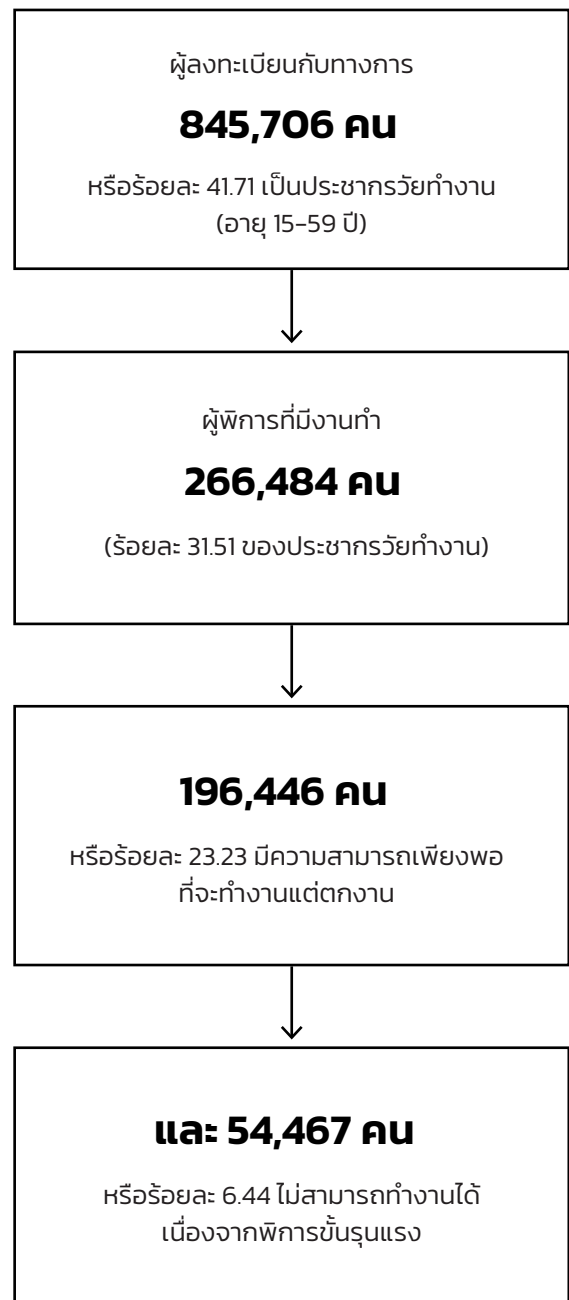 ผู้ลงทะเบียนกับทางการ
845,706 คน
หรือร้อยละ 41.71 เป็นประชากรวัยทำงาน
(อายุ 15-59 ปี)
ผู้พิการที่มีงานทำ
266,484 คน
(ร้อยละ 31.51 ของประชากรวัยทำงาน)
196,446 คน
หรือร้อยละ 23.23 มีความสามารถเพียงพอ
ที่จะทำงานแต่ตกงาน
และ 54,467 คน
หรือร้อยละ 6.44 ไม่สามารถทำงานได้
เนื่องจากพิการขั้นรุนแรง